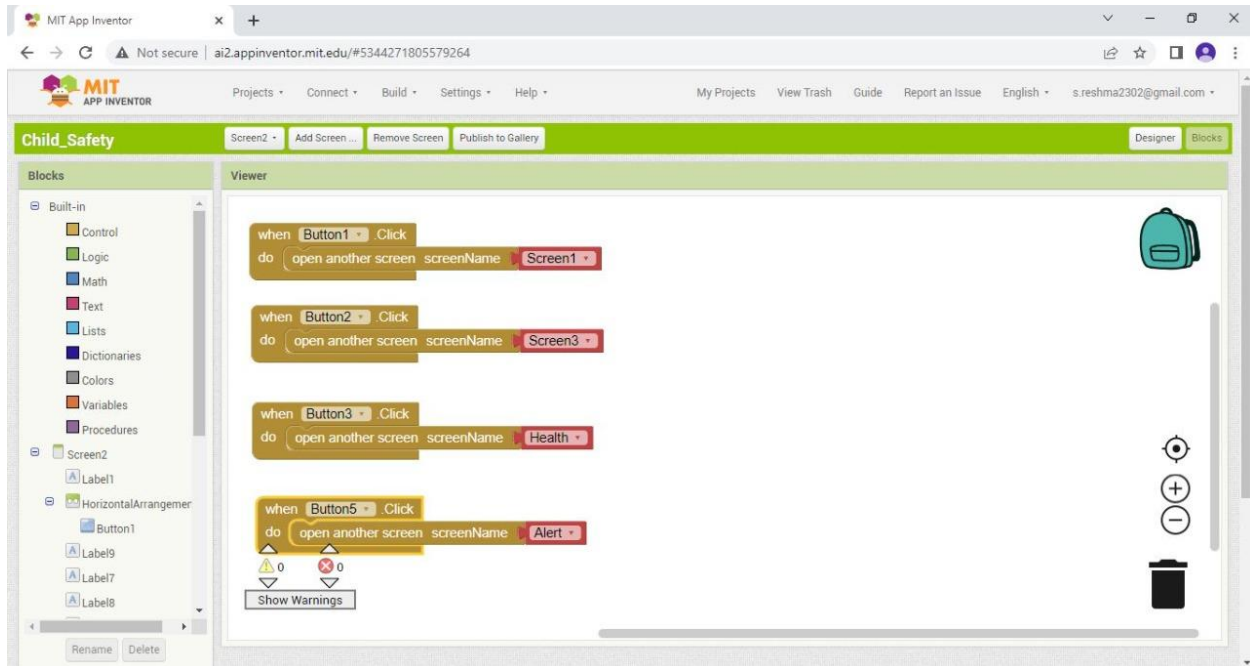 MIT App Inventor
Not secure | ai2.appinventor.mit.edu/#5344271805579264
MIT
APP INVENTOR
Projects Connect Build Settings Help My Projects View Trash Guide Report an Issue English s.reshma2302@gmail.com
Child_Safety Screen2 Add Screen ... Remove Screen Publish to Gallery Designer Blocks
Blocks Viewer
Built-in
Control
Logic
Math
Text
Lists
Dictionaries
Colors
Variables
Procedures
Screen2
A Label1
HorizontalArrangemer
Button1
A Label9
A Label7
A Label8
Rename Delete
when Button1 .Click
do open another screen screenName Screen1
when Button2 .Click
do open another screen screenName Screen3
when Button3 .Click
do open another screen screenName Health
when Button5 .Click
do open another screen screenName Alert
0 0
Show Warnings